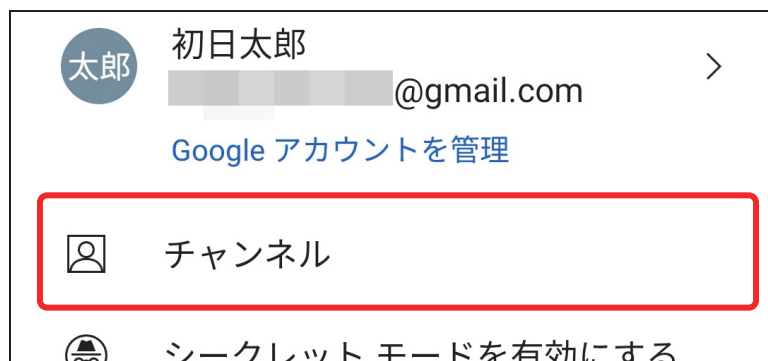 太郎
初日太郎
@gmail.com
Google アカウントを管理
チャンネル
シークレット モードを有効にする